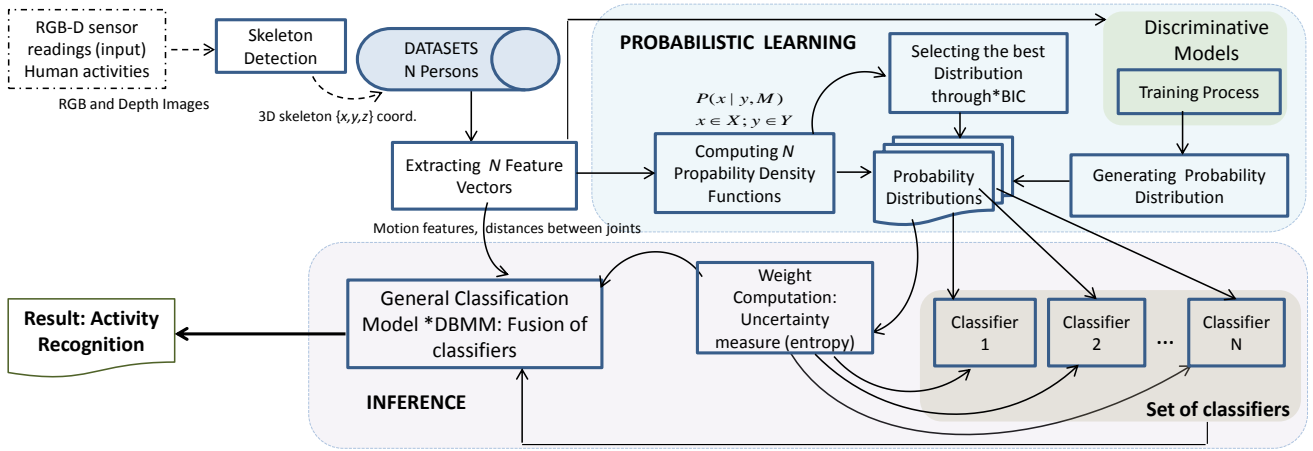 RGB-D sensor
readings (input)
Human activities
RGB and Depth Images
Skeleton
Detection
3D skeleton {x,y,z} coord.
DATASETS
N Persons
Extracting N Feature
Vectors
Motion features, distances between joints
PROBABILISTIC LEARNING
P(x | y, M)
x ∈ X; y ∈ Y
Computing N
Propability Density
Functions
Selecting the best
Distribution
through*BIC
Probability
Distributions
Discriminative
Models
Training Process
Generating Probability
Distribution
General Classification
Model *DBMM: Fusion of
classifiers
Weight
Computation:
Uncertainty
measure (entropy)
Classifier
1
Classifier
2
...
Classifier
N
Set of classifiers
INFERENCE
Result: Activity
Recognition